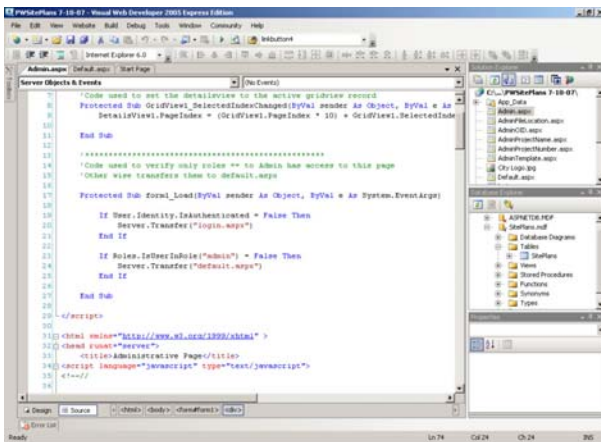 PWSitePlans 7-10-07 - Visual Web Developer 2005 Express Edition
File Edit View Website Build Debug Tools Window Community Help
linkbutton4
Internet Explorer 6.0
Admin.aspx Default.aspx Start Page
Server Objects & Events
(No Events)
'Code used to set the detailsview to the active gridview record
Protected Sub GridView1_SelectedIndexChanged(ByVal sender As Object, ByVal e As
DetailsView1.PageIndex = (GridView1.PageIndex * 10) + GridView1.SelectedInde
End Sub
'Code used to verify only roles == to Admin has access to this page
'Other wise transfers them to default.aspx
Protected Sub form1_Load(ByVal sender As Object, ByVal e As System.EventArgs)
If User.Identity.IsAuthenticated = False Then
Server.Transfer("login.aspx")
End If
If Roles.IsUserInRole("admin") = False Then
Server.Transfer("default.aspx")
End If
End Sub
</script>
<html xmlns="http://www.w3.org/1999/xhtml" >
<head runat="server">
<title>Administrative Page</title>
<script language="javascript" type="text/javascript">
<!--//
Design Source <html> <body> <form#form1> <div>
Error List
Ready Ln 74 Col 24 Ch 24 INS
Solution Explorer
C:\...\PWSitePlans 7-10-07\
App_Data
Admin.aspx
AdminFileLocation.aspx
AdminOID.aspx
AdminProjectName.aspx
AdminProjectNumber.aspx
AdminTemplate.aspx
City Logo.jpg
Default.aspx
Database Explorer
ASPNETDB.MDF
SitePlans.mdf
Database Diagrams
Tables
SitePlans
Views
Stored Procedures
Functions
Synonyms
Types
Properties